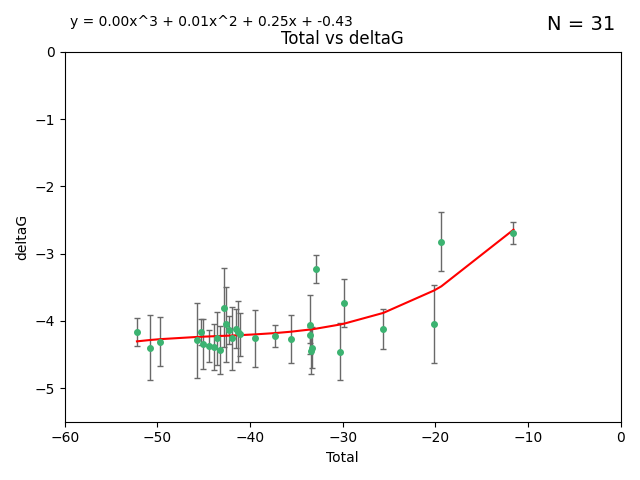 y = 0.00x^3 + 0.01x^2 + 0.25x + -0.43
N = 31
Total vs deltaG
0
−1
−2
−3
−4
−5
deltaG
−60 −50 −40 −30 −20 −10 0
Total